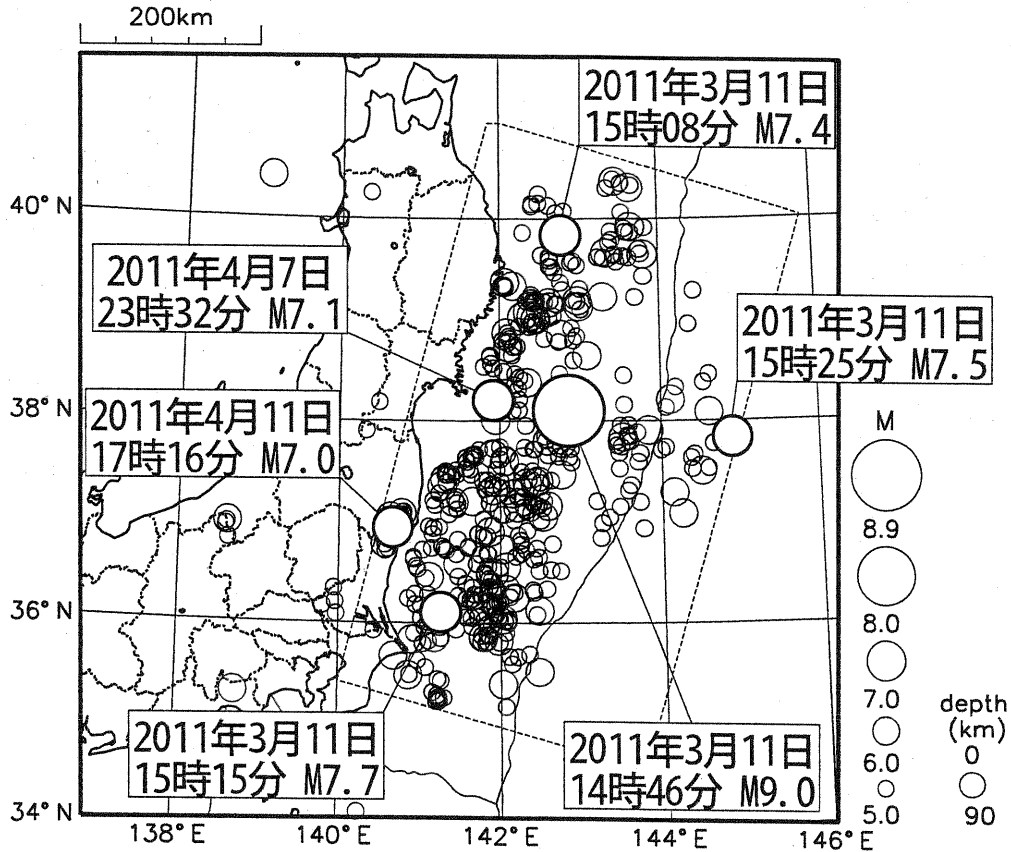 200km
2011年3月11日
15時08分 M7.4
40°N
2011年4月7日
23時32分 M7.1
2011年3月11日
15時25分 M7.5
38°N
2011年4月11日
17時16分 M7.0
M
8.9
8.0
7.0
6.0
5.0
depth
(km)
0
90
36°N
2011年3月11日
15時15分 M7.7
2011年3月11日
14時46分 M9.0
34°N
138°E
140°E
142°E
144°E
146°E